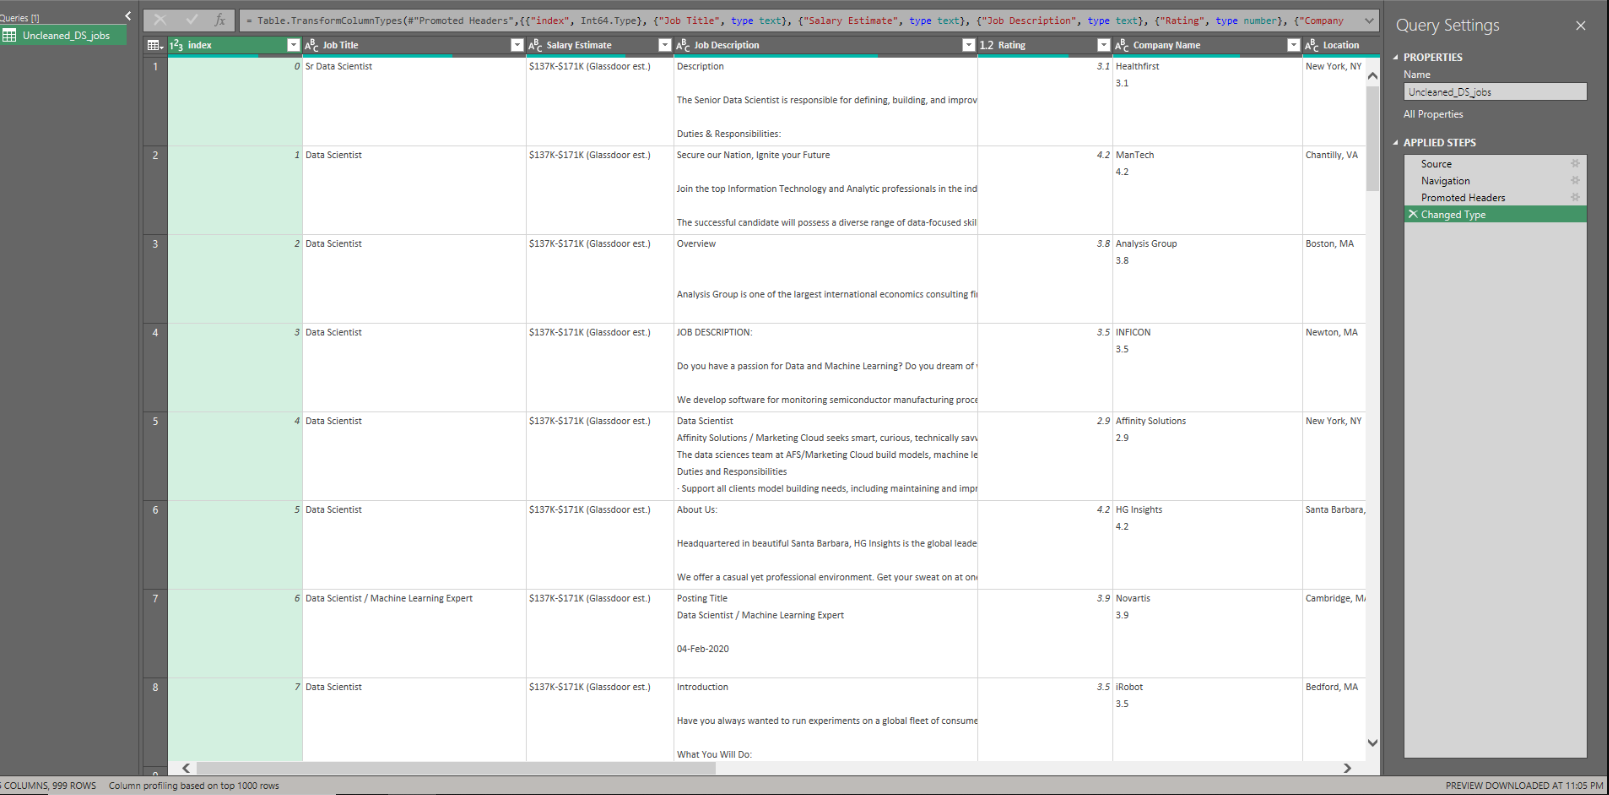 Queries [1]
Uncleaned_DS_jobs
fx
= Table.TransformColumnTypes(#"Promoted Headers",{{"index", Int64.Type}, {"Job Title", type text}, {"Salary Estimate", type text}, {"Job Description", type text}, {"Rating", type number}, {"Company
1 2 3 index
A B C Job Title
A B C Salary Estimate
A B C Job Description
1.2 Rating
A B C Company Name
A B C Location
1 0 Sr Data Scientist $137K-$171K (Glassdoor est.) Description 3.1 Healthfirst New York, NY
3.1
The Senior Data Scientist is responsible for defining, building, and improv
Duties & Responsibilities:
2 1 Data Scientist $137K-$171K (Glassdoor est.) Secure our Nation, Ignite your Future 4.2 ManTech Chantilly, VA
4.2
Join the top Information Technology and Analytic professionals in the ind
The successful candidate will possess a diverse range of data-focused skil
3 2 Data Scientist $137K-$171K (Glassdoor est.) Overview 3.8 Analysis Group Boston, MA
3.8
Analysis Group is one of the largest international economics consulting fi
4 3 Data Scientist $137K-$171K (Glassdoor est.) JOB DESCRIPTION: 3.5 INFICON Newton, MA
3.5
Do you have a passion for Data and Machine Learning? Do you dream of
We develop software for monitoring semiconductor manufacturing proce
5 4 Data Scientist $137K-$171K (Glassdoor est.) Data Scientist 2.9 Affinity Solutions New York, NY
Affinity Solutions / Marketing Cloud seeks smart, curious, technically savv 2.9
The data sciences team at AFS/Marketing Cloud build models, machine le
Duties and Responsibilities
· Support all clients model building needs, including maintaining and impr
6 5 Data Scientist $137K-$171K (Glassdoor est.) About Us: 4.2 HG Insights Santa Barbara,
4.2
Headquartered in beautiful Santa Barbara, HG Insights is the global leade
We offer a casual yet professional environment. Get your sweat on at on
7 6 Data Scientist / Machine Learning Expert $137K-$171K (Glassdoor est.) Posting Title 3.9 Novartis Cambridge, M
Data Scientist / Machine Learning Expert 3.9
04-Feb-2020
8 7 Data Scientist $137K-$171K (Glassdoor est.) Introduction 3.5 iRobot Bedford, MA
3.5
Have you always wanted to run experiments on a global fleet of consume
What You Will Do:
COLUMNS, 999 ROWS Column profiling based on top 1000 rows
Query Settings
PROPERTIES
Name
Uncleaned_DS_jobs
All Properties
APPLIED STEPS
Source
Navigation
Promoted Headers
Changed Type
PREVIEW DOWNLOADED AT 11:05 PM